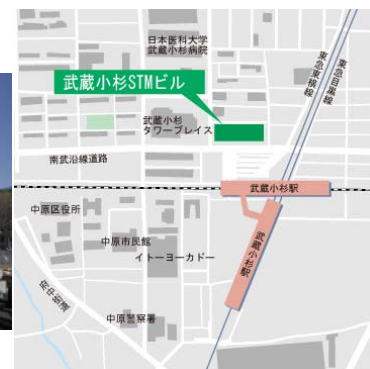 日本医科大学
武蔵小杉病院
武蔵小杉STMビル
東急東横線
東急目黒線
武蔵小杉
タワープレイス
南武沿線道路
武蔵小杉駅
中原区役所
中原市民館
イトーヨーカドー
武蔵小杉駅
府中街道
中原警察署